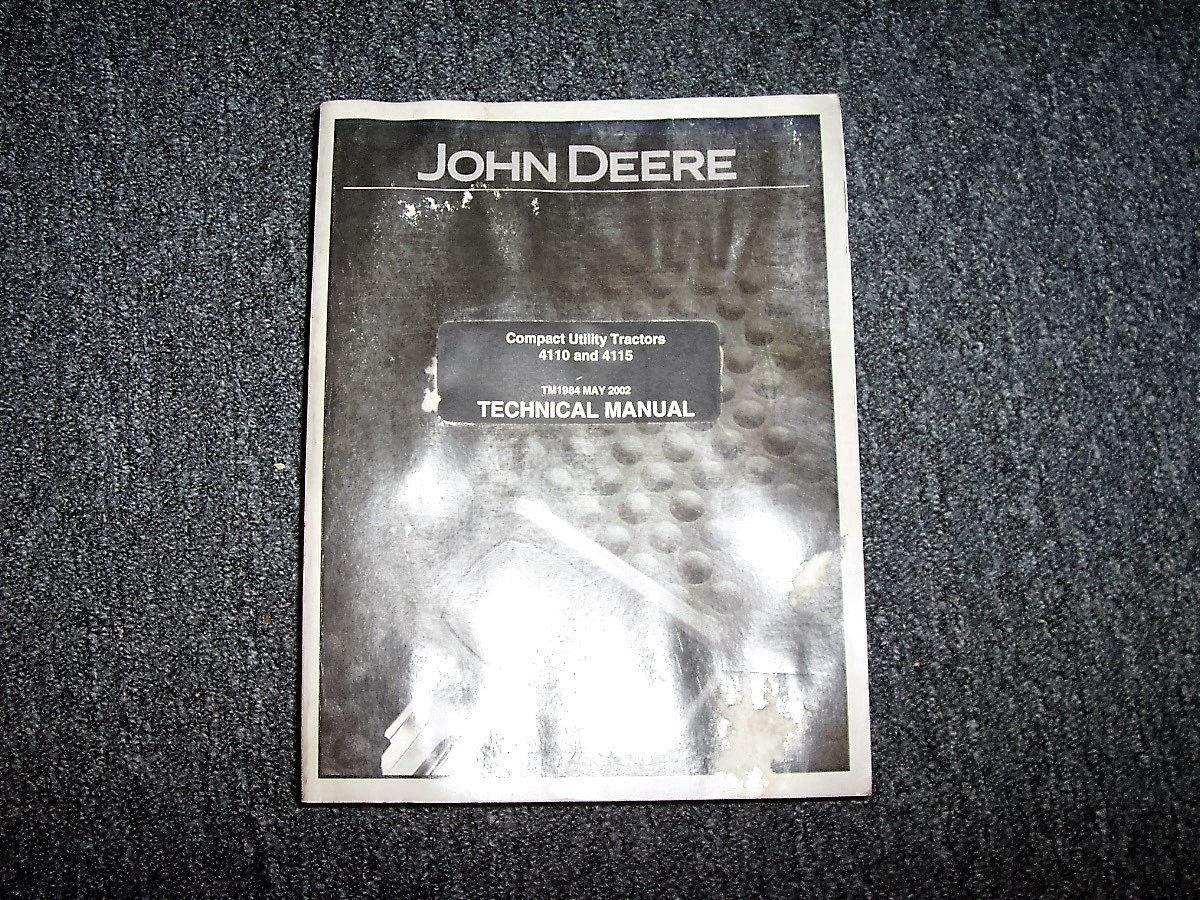 JOHN DEERE
Compact Utility Tractors
4110 and 4115
TM1984 MAY 2002
TECHNICAL MANUAL